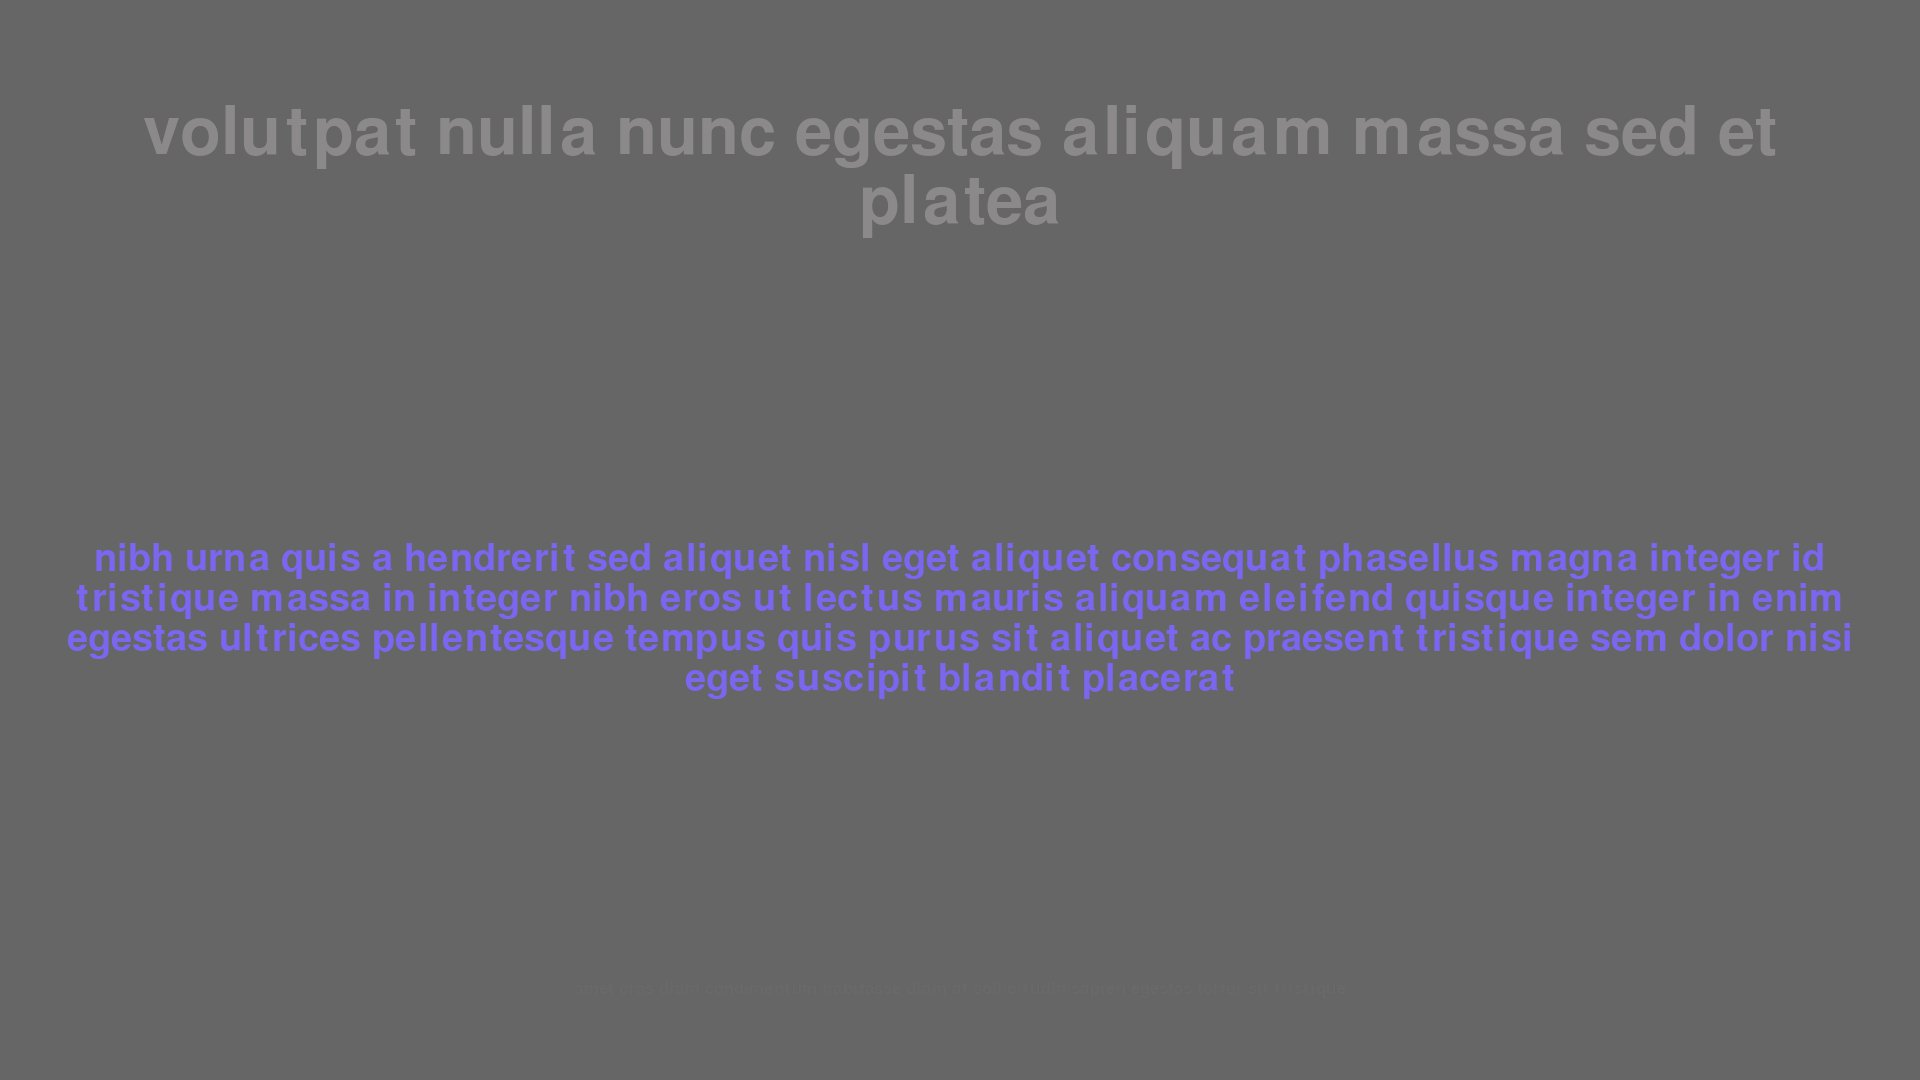 volutpat nulla nunc egestas aliquam massa sed et
platea
nibh urna quis a hendrerit sed aliquet nisl eget aliquet consequat phasellus magna integer id
tristique massa in integer nibh eros ut lectus mauris aliquam eleifend quisque integer in enim
egestas ultrices pellentesque tempus quis purus sit aliquet ac praesent tristique sem dolor nisi
eget suscipit blandit placerat